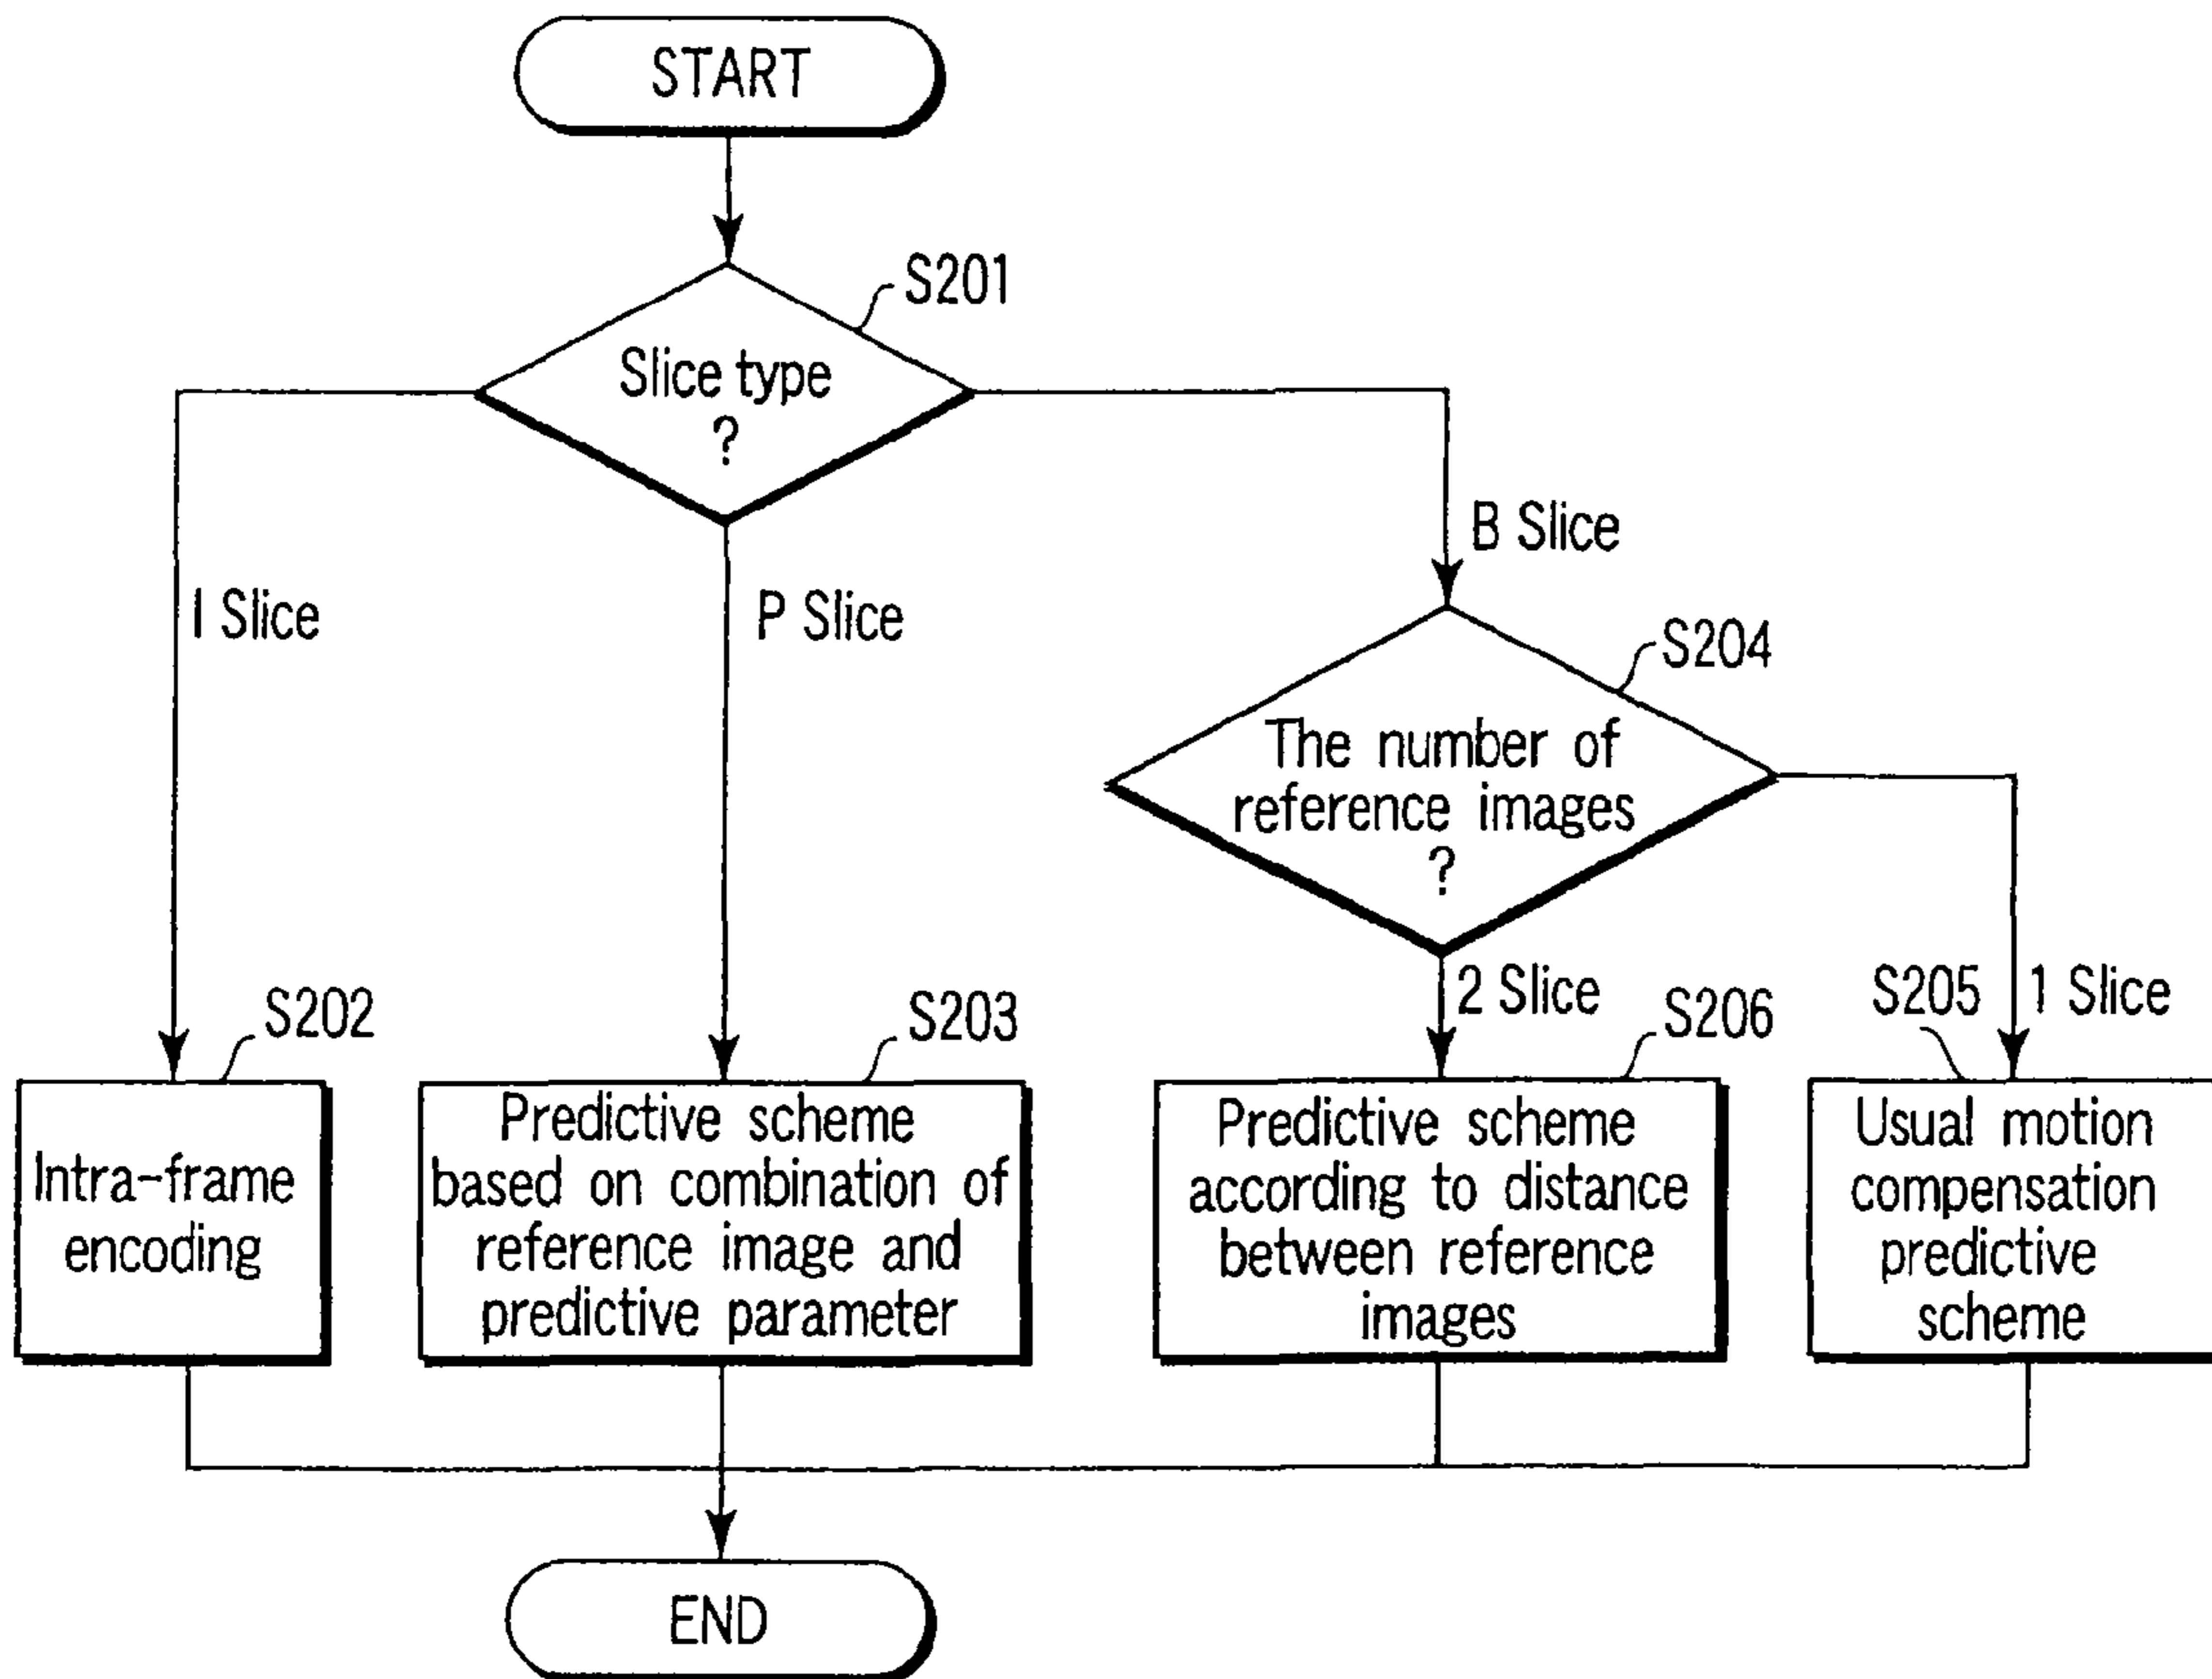 START
S201
Slice type
?
B Slice
I Slice
P Slice
S204
The number of
reference images
?
2 Slice
S205
1 Slice
S202
S203
S206
Intra-frame
encoding
Predictive scheme
based on combination of
reference image and
predictive parameter
Predictive scheme
according to distance
between reference
images
Usual motion
compensation
predictive
scheme
END